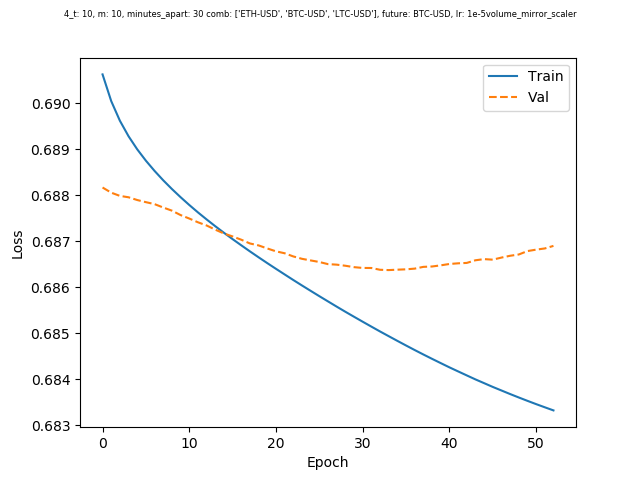 4_t: 10, m: 10, minutes_apart: 30 comb: ['ETH-USD', 'BTC-USD', 'LTC-USD'], future: BTC-USD, lr: 1e-5volume_mirror_scaler
Train
Val
0.690
0.689
0.688
0.687
0.686
0.685
0.684
0.683
Loss
0 10 20 30 40 50
Epoch